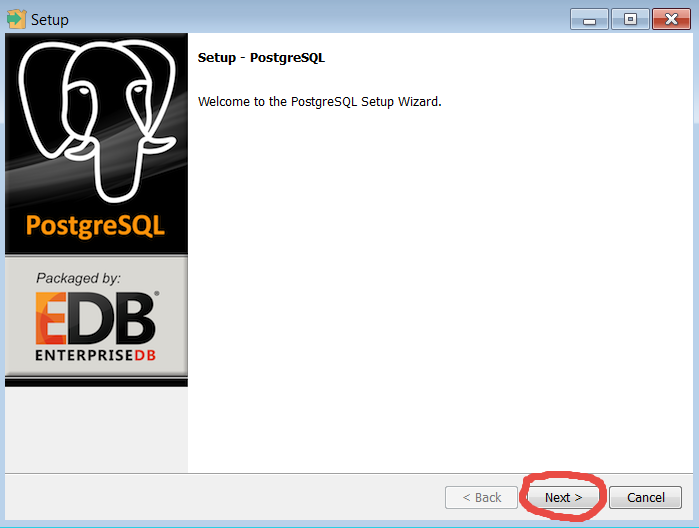 Setup
Setup - PostgreSQL
Welcome to the PostgreSQL Setup Wizard.
PostgreSQL
Packaged by:
EDB®
ENTERPRISEDB
< Back
Next >
Cancel